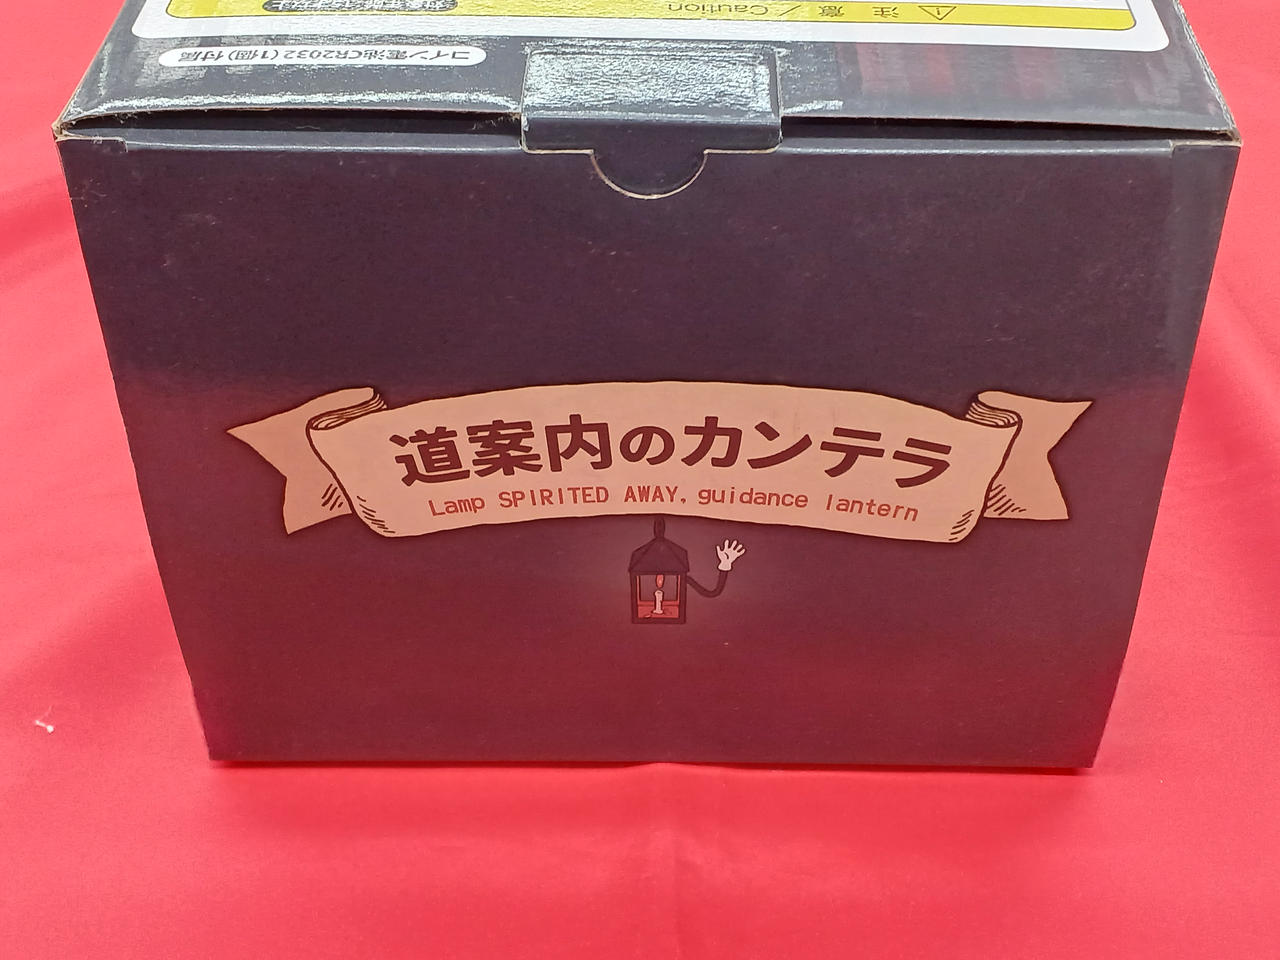 注意／Caution
コイン電池CR2032(1個)付属
道案内のカンテラ
Lamp SPIRITED AWAY, guidance lantern